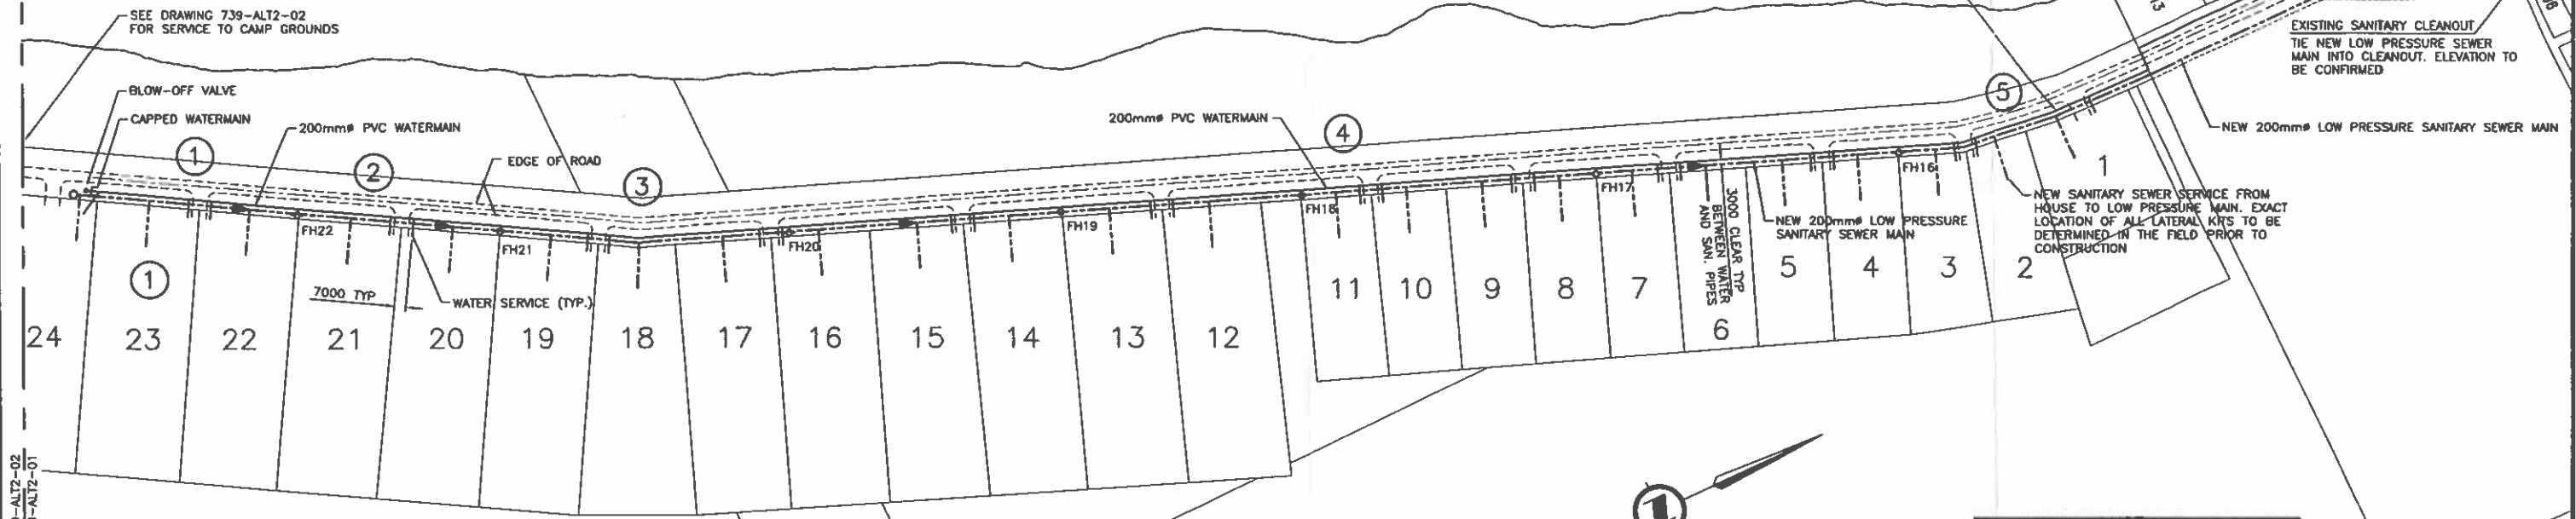 SEE DRAWING 739-ALT2-02
FOR SERVICE TO CAMP GROUNDS
BLOW-OFF VALVE
CAPPED WATERMAIN
200mmø PVC WATERMAIN
EDGE OF ROAD
1
2
3
200mmø PVC WATERMAIN
4
5
EXISTING SANITARY CLEANOUT
TIE NEW LOW PRESSURE SEWER
MAIN INTO CLEANOUT. ELEVATION TO
BE CONFIRMED
NEW 200mmø LOW PRESSURE SANITARY SEWER MAIN
NEW SANITARY SEWER SERVICE FROM
HOUSE TO LOW PRESSURE MAIN. EXACT
LOCATION OF ALL LATERAL KITS TO BE
DETERMINED IN THE FIELD PRIOR TO
CONSTRUCTION
NEW 200mmø LOW PRESSURE
SANITARY SEWER MAIN
3000 CLEAR TYP
BETWEEN WATER
AND SAN. PIPES
FH22
FH21
FH20
FH19
FH18
FH17
FH16
1
7000 TYP
WATER SERVICE (TYP.)
24
23
22
21
20
19
18
17
16
15
14
13
12
11
10
9
8
7
6
5
4
3
2
1
-ALT2-02
-ALT2-01
1